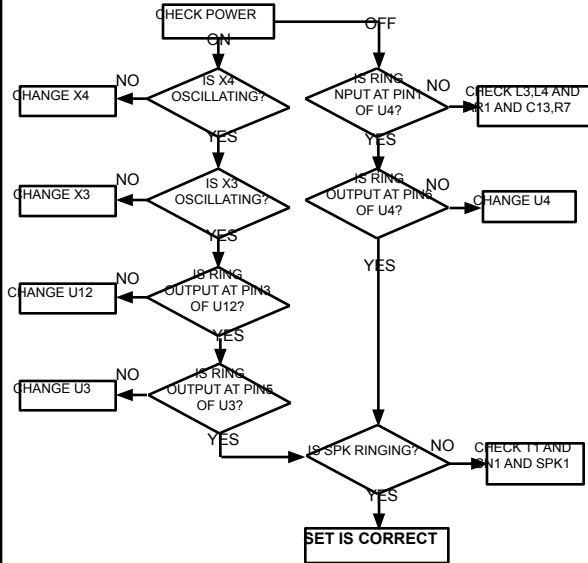 CHECK POWER
ON
OFF
IS X4
OSCILLATING?
NO
CHANGE X4
YES
IS X3
OSCILLATING?
NO
CHANGE X3
YES
IS RING
OUTPUT AT PIN3
OF U12?
NO
CHANGE U12
YES
IS RING
OUTPUT AT PIN5
OF U3?
NO
CHANGE U3
YES
IS RING
NPUT AT PIN1
OF U4?
NO
CHECK L3,L4 AND
AR1 AND C13,R7
YES
IS RING
OUTPUT AT PIN6
OF U4?
NO
CHANGE U4
YES
IS SPK RINGING?
NO
CHECK T1 AND
CN1 AND SPK1
YES
SET IS CORRECT